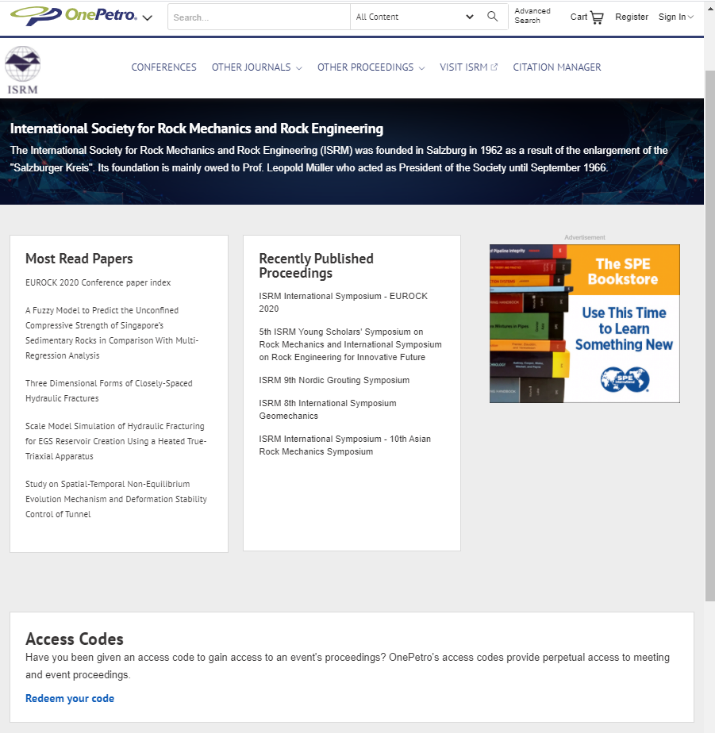 OnePetro
Search...
All Content
Advanced
Search
Cart
Register
Sign In
ISRM
CONFERENCES
OTHER JOURNALS
OTHER PROCEEDINGS
VISIT ISRM
CITATION MANAGER
International Society for Rock Mechanics and Rock Engineering
The International Society for Rock Mechanics and Rock Engineering (ISRM) was founded in Salzburg in 1962 as a result of the enlargement of the
"Salzburger Kreis". Its foundation is mainly owed to Prof. Leopold Müller who acted as President of the Society until September 1966.
Most Read Papers
EUROCK 2020 Conference paper index
A Fuzzy Model to Predict the Unconfined
Compressive Strength of Singapore's
Sedimentary Rocks in Comparison With Multi-
Regression Analysis
Three Dimensional Forms of Closely-Spaced
Hydraulic Fractures
Scale Model Simulation of Hydraulic Fracturing
for EGS Reservoir Creation Using a Heated True-
Triaxial Apparatus
Study on Spatial-Temporal Non-Equilibrium
Evolution Mechanism and Deformation Stability
Control of Tunnel
Recently Published
Proceedings
ISRM International Symposium - EUROCK
2020
5th ISRM Young Scholars' Symposium on
Rock Mechanics and International Symposium
on Rock Engineering for Innovative Future
ISRM 9th Nordic Grouting Symposium
ISRM 8th International Symposium
Geomechanics
ISRM International Symposium - 10th Asian
Rock Mechanics Symposium
Advertisement
The SPE
Bookstore
Use This Time
to Learn
Something New
SPE
Access Codes
Have you been given an access code to gain access to an event's proceedings? OnePetro's access codes provide perpetual access to meeting
and event proceedings.
Redeem your code